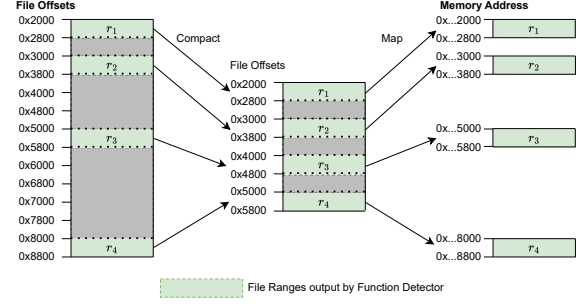 File Offsets
0x2000
0x2800
0x3000
0x3800
0x4000
0x4800
0x5000
0x5800
0x6000
0x6800
0x7000
0x7800
0x8000
0x8800
r1
r2
r3
r4
Compact
File Offsets
0x2000
0x2800
0x3000
0x3800
0x4000
0x4800
0x5000
0x5800
r1
r2
r3
r4
Map
Memory Address
0x...2000
0x...2800
0x...3000
0x...3800
0x...5000
0x...5800
0x...8000
0x...8800
r1
r2
r3
r4
File Ranges output by Function Detector